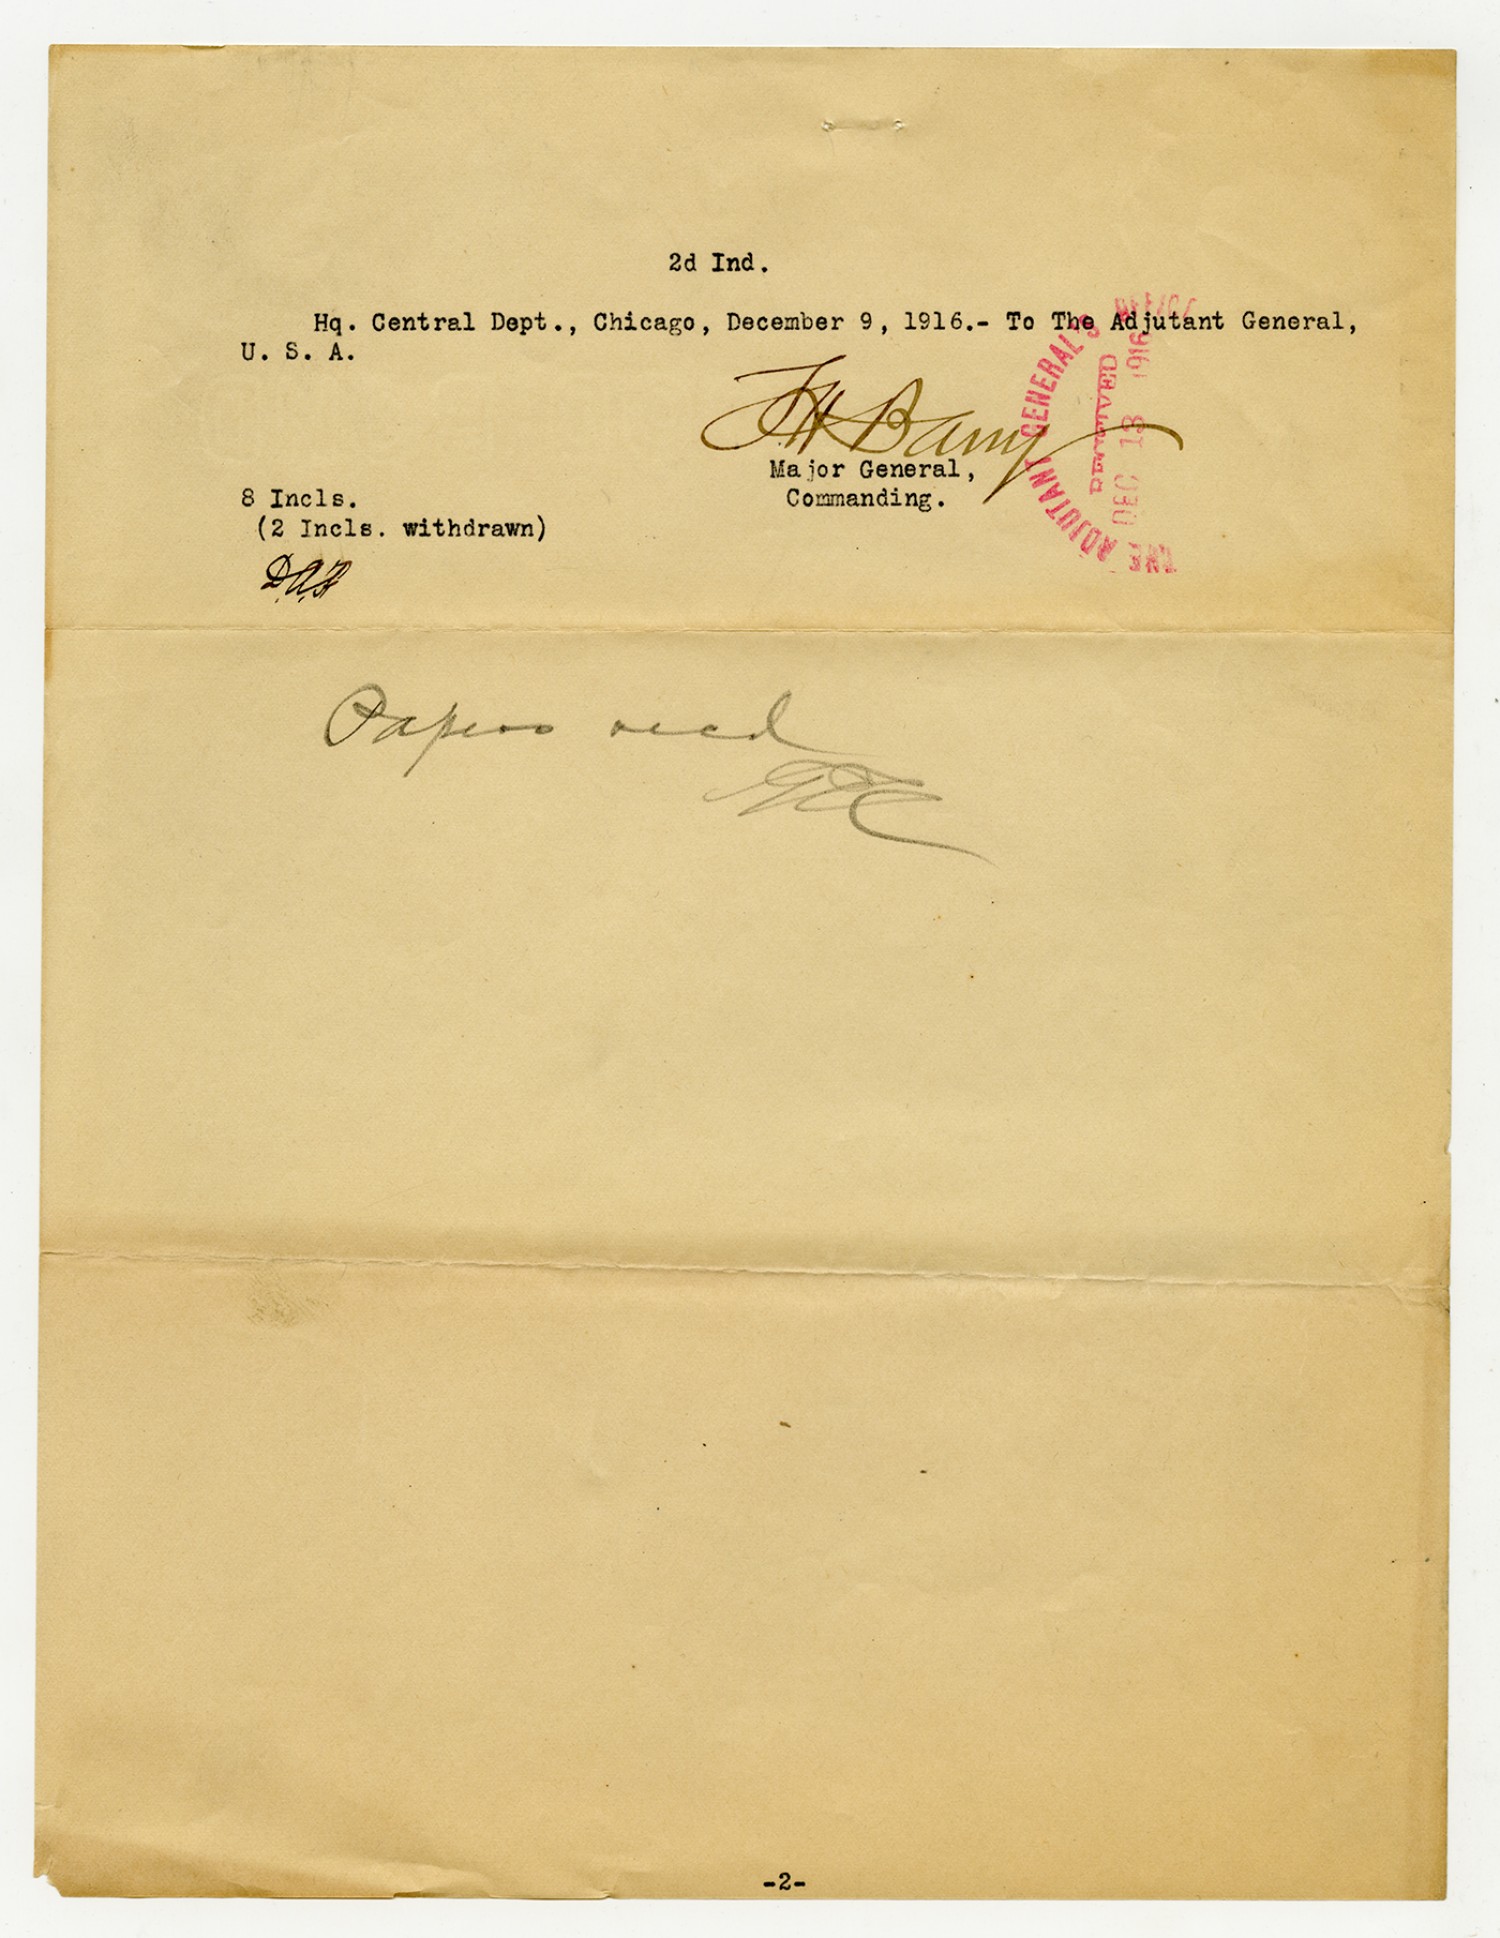 2d Ind.
Hq. Central Dept., Chicago, December 9, 1916.- To The Adjutant General,
U. S. A.
THE ADJUTANT GENERAL'S
RECEIVED
DEC 13 1916
Major General,
Commanding.
8 Incls.
(2 Incls. withdrawn)
Papers recd
-2-